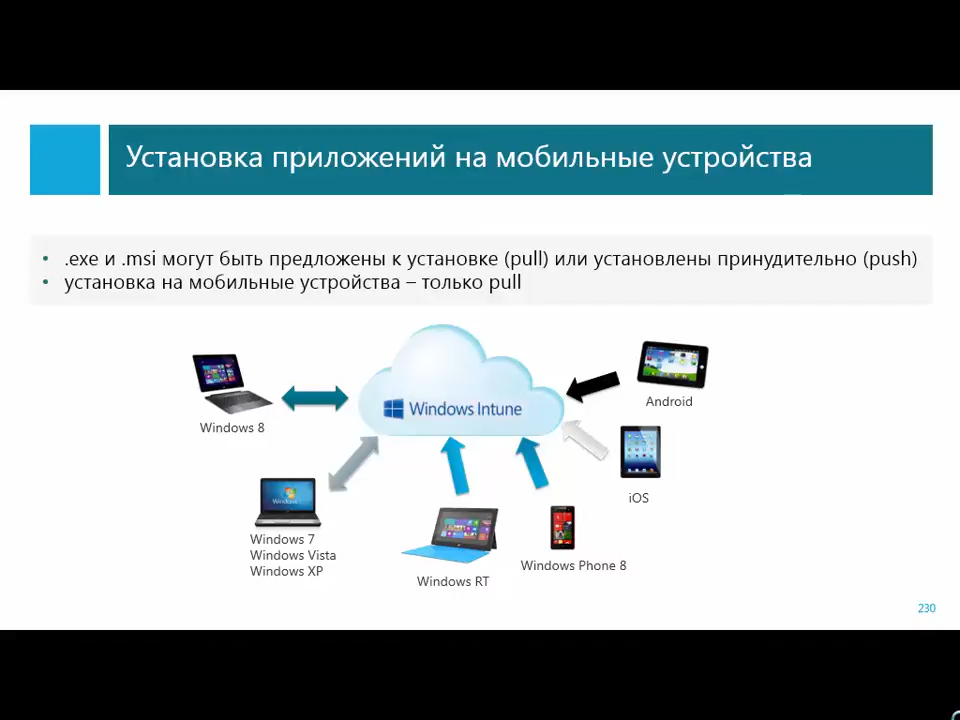 Установка приложений на мобильные устройства
• .exe и .msi могут быть предложены к установке (pull) или установлены принудительно (push)
• установка на мобильные устройства – только pull
Windows Intune
Windows 8
Android
iOS
Windows 7
Windows Vista
Windows XP
Windows RT
Windows Phone 8
230